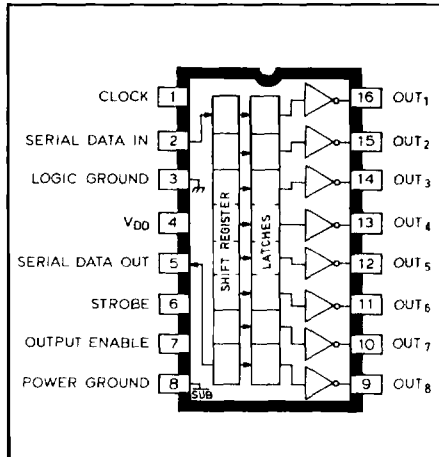 CLOCK 1 16 OUT₁
SERIAL DATA IN 2 15 OUT₂
LOGIC GROUND 3 14 OUT₃
VDD 4 13 OUT₄
SERIAL DATA OUT 5 12 OUT₅
STROBE 6 11 OUT₆
OUTPUT ENABLE 7 10 OUT₇
POWER GROUND 8 9 OUT₈
SUB
SHIFT REGISTER
LATCHES